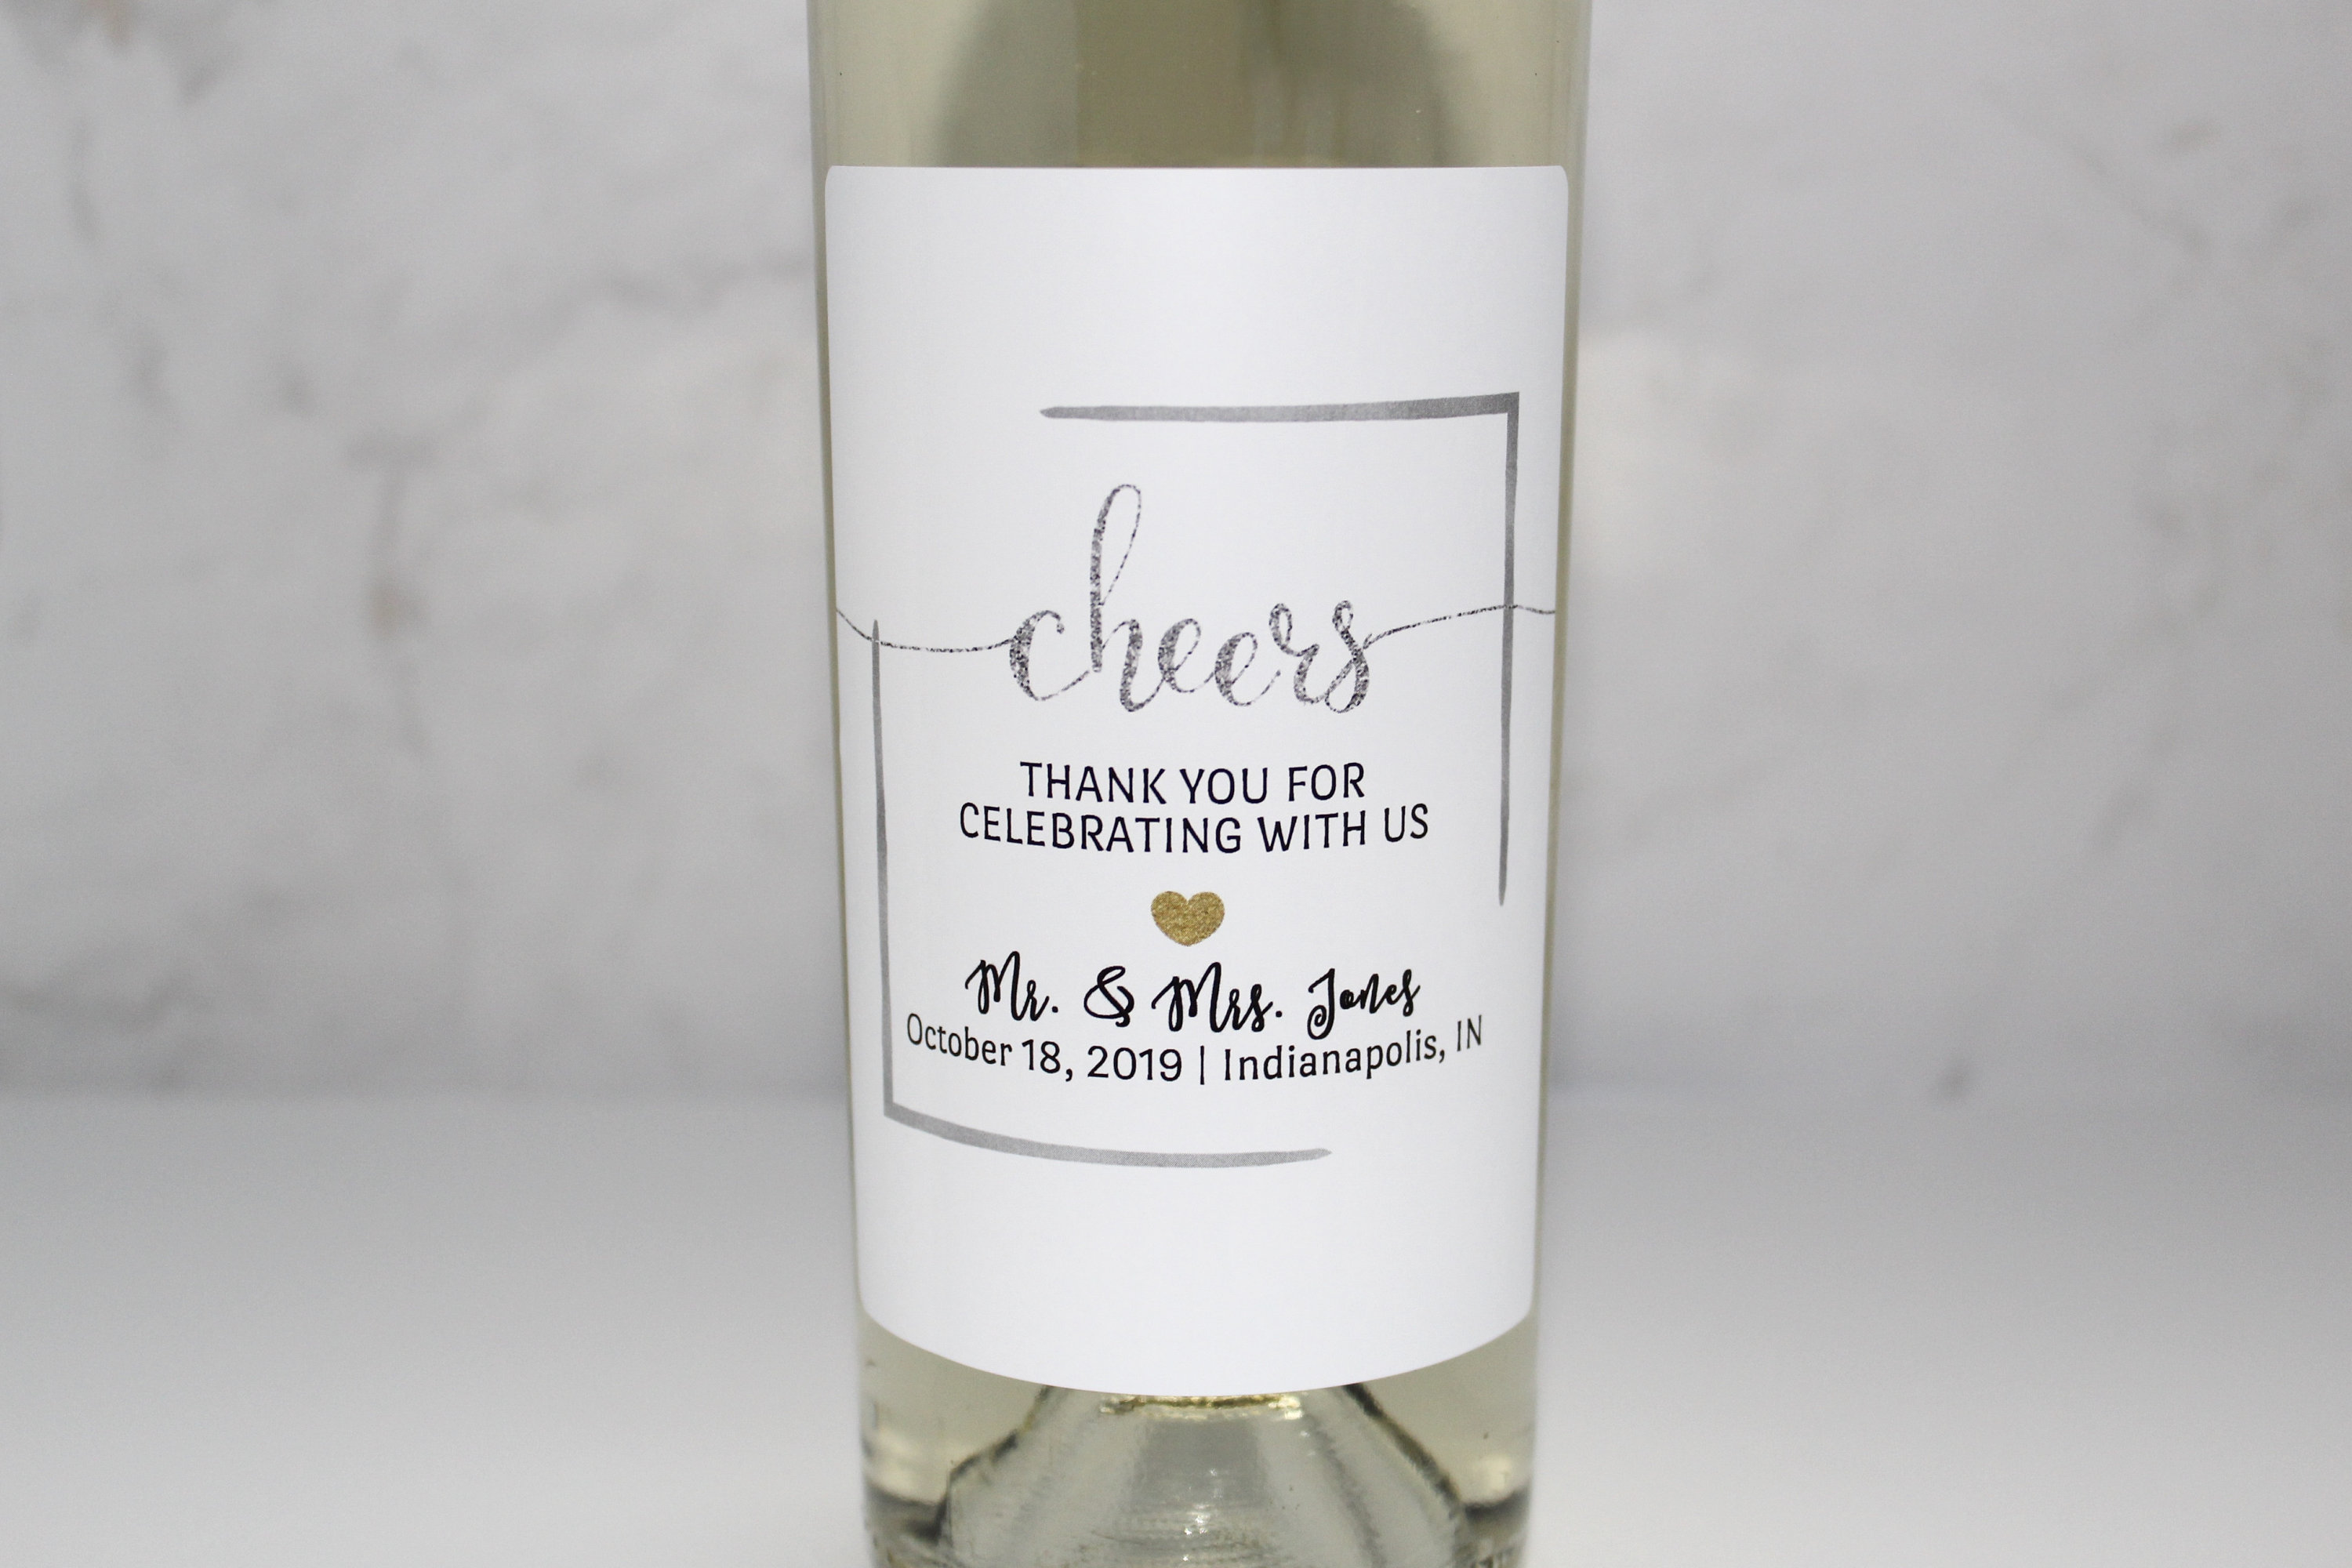 cheers
THANK YOU FOR
CELEBRATING WITH US
Mr. & Mrs. Jones
October 18, 2019 | Indianapolis, IN